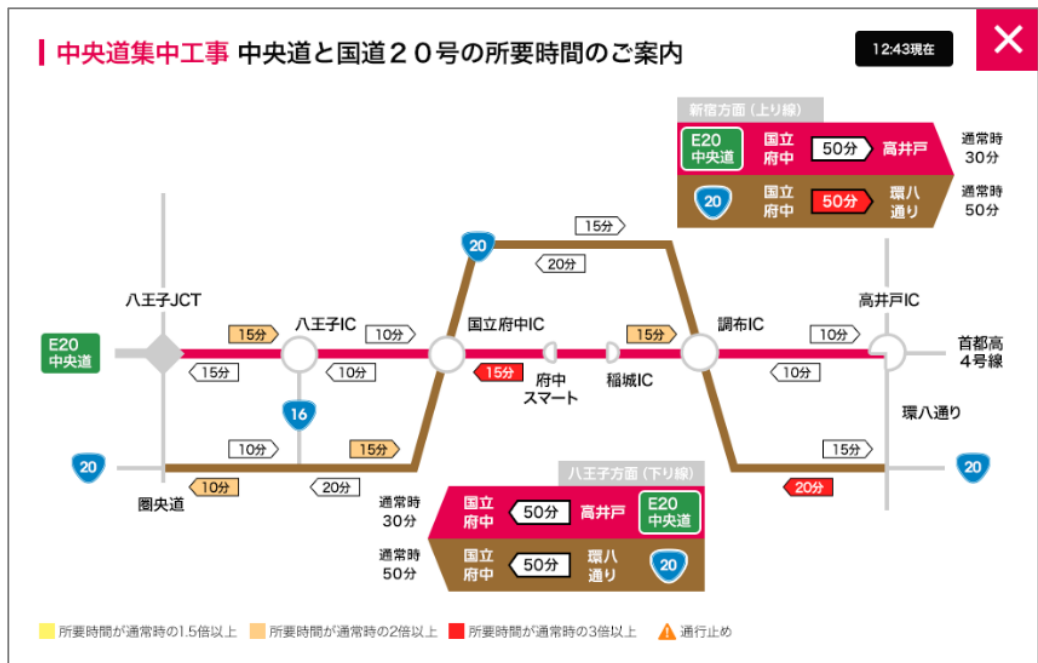 中央道集中工事 中央道と国道２０号の所要時間のご案内
12:43現在
新宿方面（上り線）
E20
中央道
国立
府中
50分
高井戸
通常時
30分
20
国立
府中
50分
環八
通り
通常時
50分
20
15分
20分
八王子JCT
八王子IC
国立府中IC
調布IC
高井戸IC
E20
中央道
15分
10分
15分
10分
首都高
4号線
15分
10分
15分
府中
スマート
稲城IC
10分
16
環八通り
20
10分
15分
15分
20
10分
20分
20分
圏央道
八王子方面（下り線）
通常時
30分
国立
府中
50分
高井戸
E20
中央道
通常時
50分
国立
府中
50分
環八
通り
20
所要時間が通常時の1.5倍以上
所要時間が通常時の2倍以上
所要時間が通常時の3倍以上
通行止め